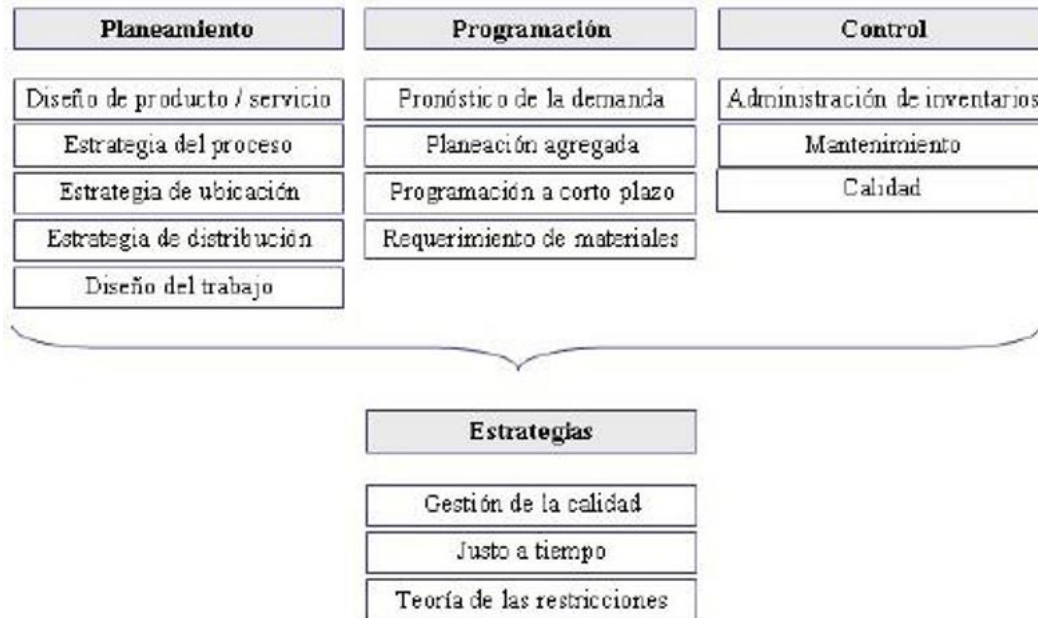 Planeamiento
Diseño de producto / servicio
Estrategia del proceso
Estrategia de ubicación
Estrategia de distribución
Diseño del trabajo
Programación
Pronóstico de la demanda
Planeación agregada
Programación a corto plazo
Requerimiento de materiales
Control
Administración de inventarios
Mantenimiento
Calidad
Estrategias
Gestión de la calidad
Justo a tiempo
Teoría de las restricciones